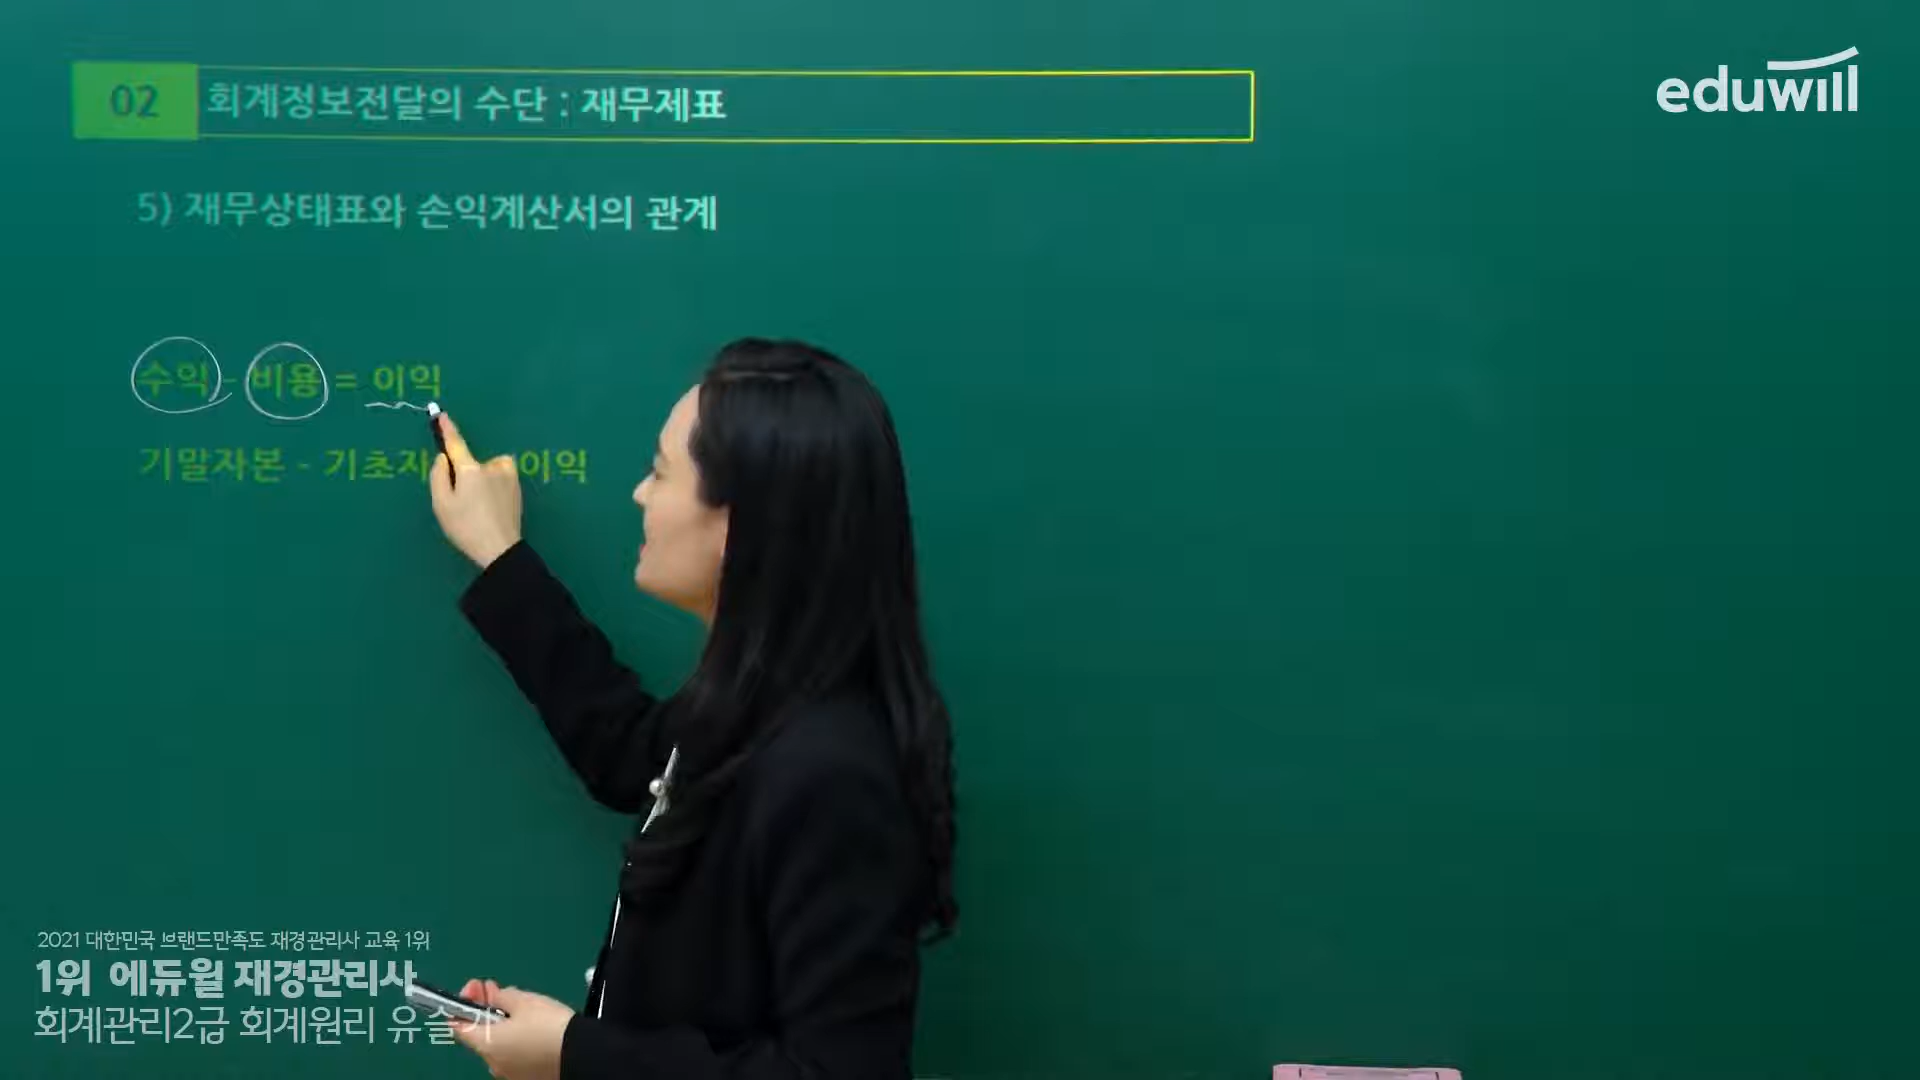 02 회계정보전달의 수단 : 재무제표
eduwill
5) 재무상태표와 손익계산서의 관계
수익 - 비용 = 이익
기말자본 - 기초자 이익
2021 대한민국 브랜드만족도 재경관리사 교육 1위
1위 에듀윌 재경관리사
회계관리2급 회계원리 유슬기